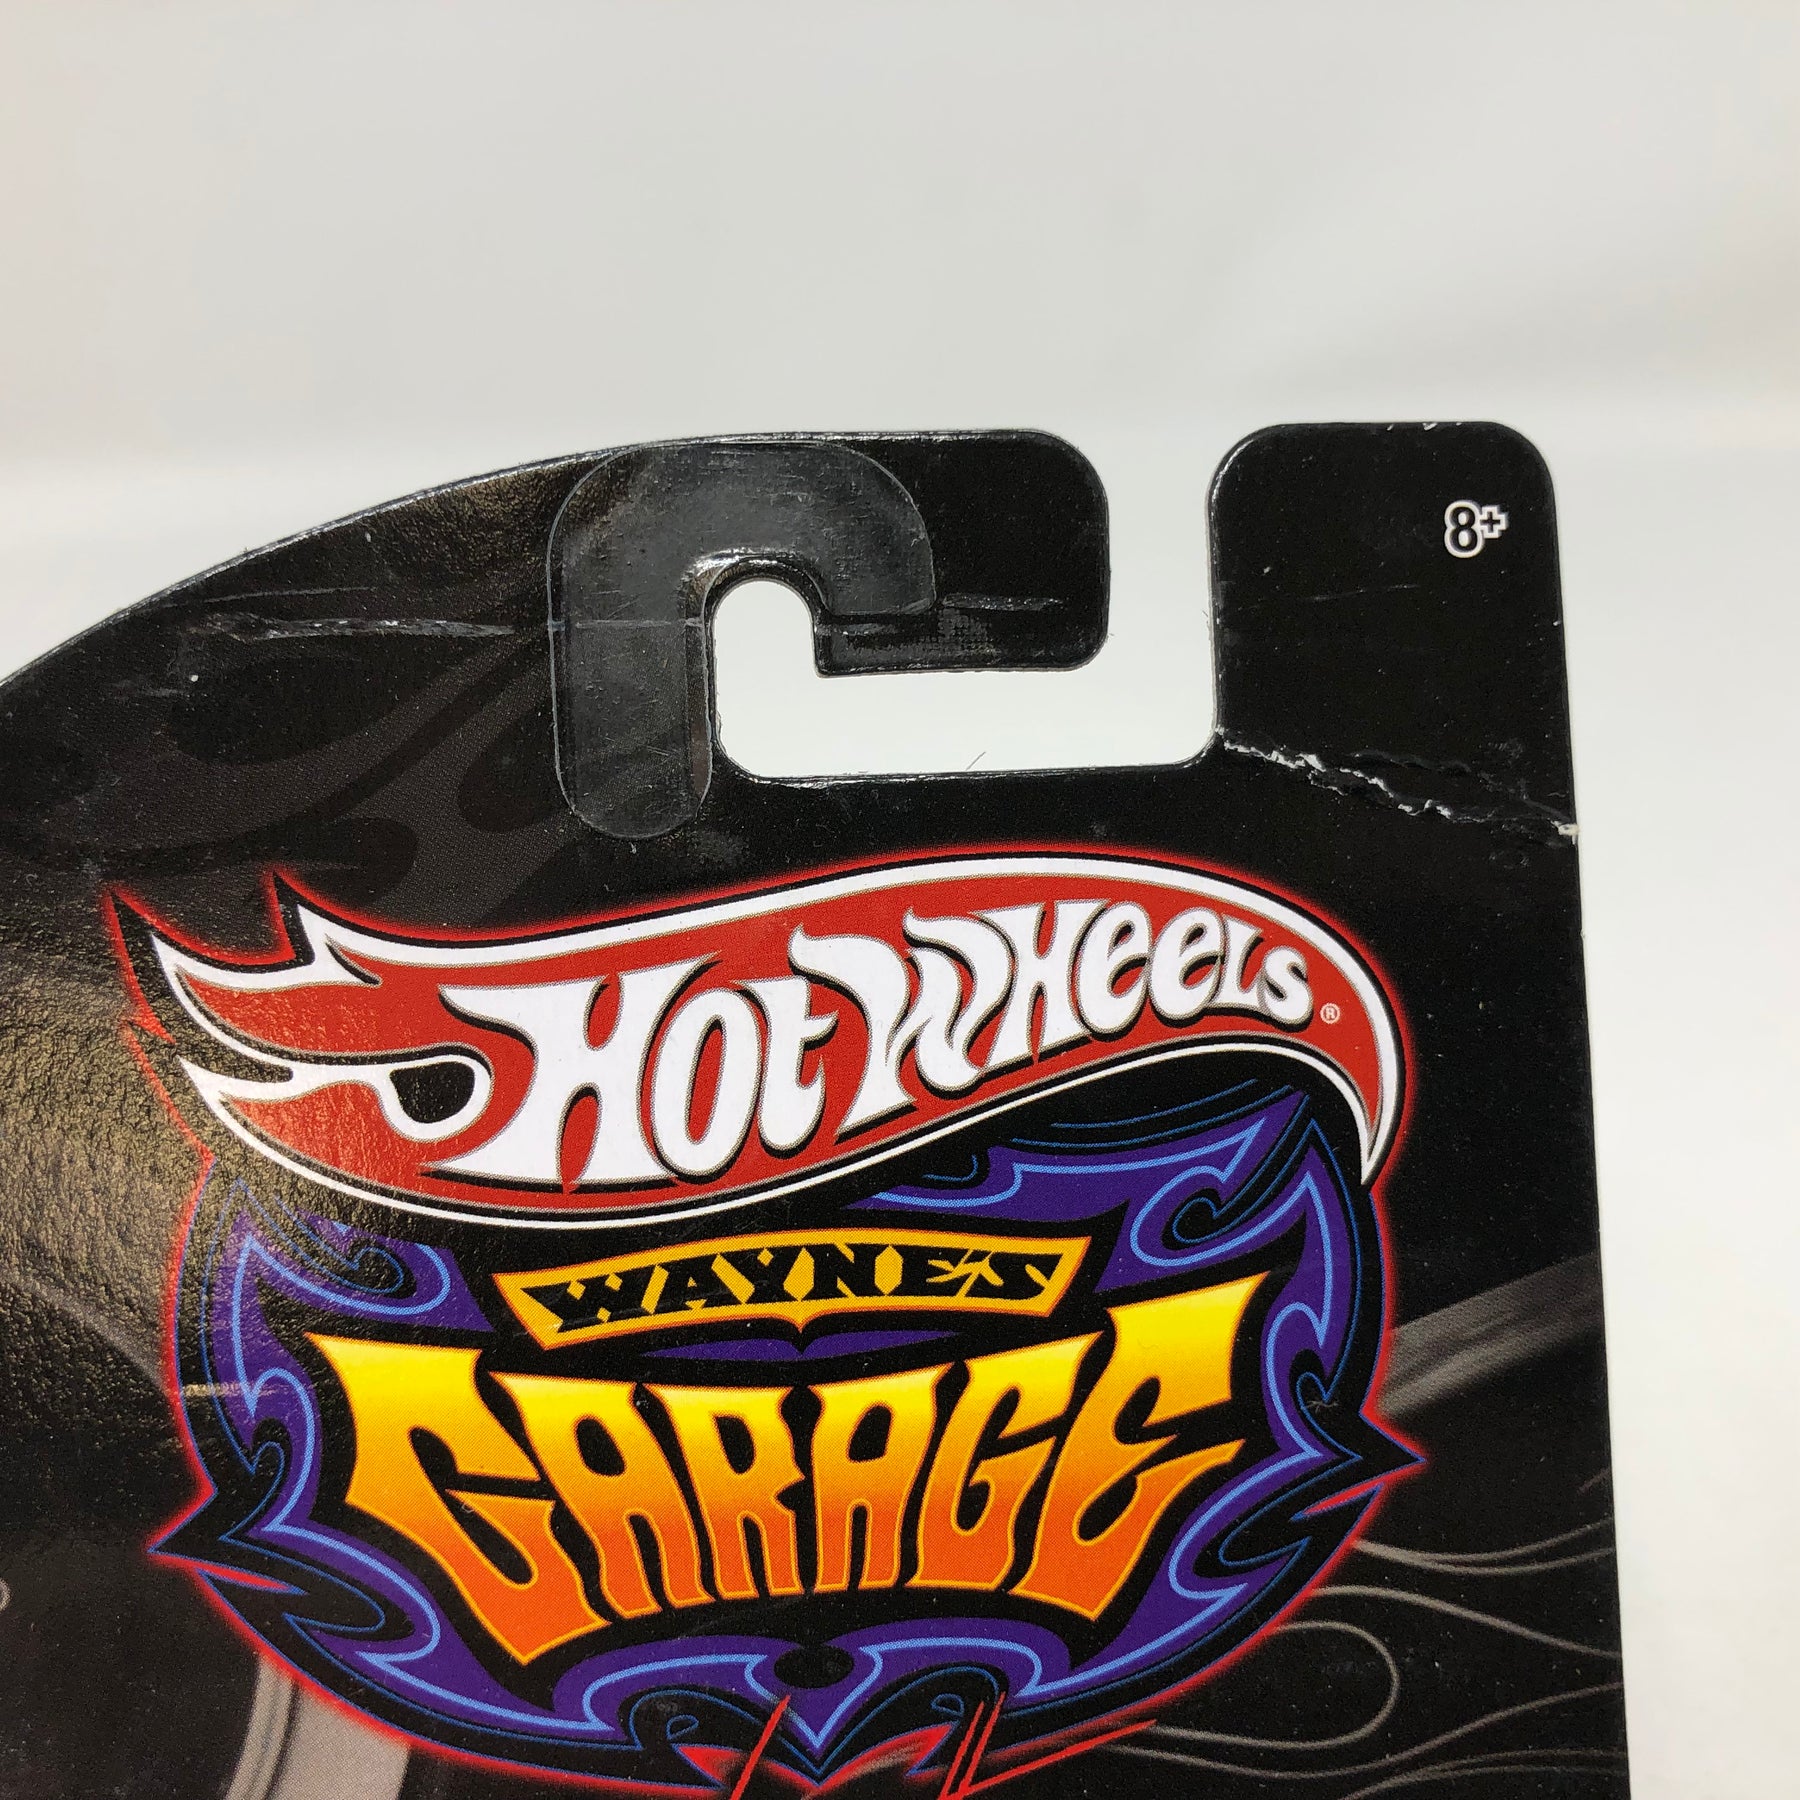 8+
Hot Wheels®
WAYNE'S
GARAGE